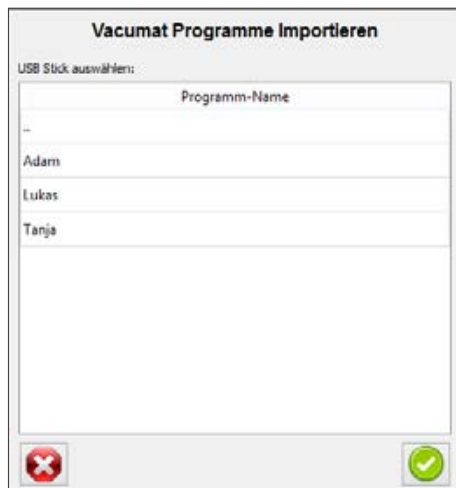 Vacumat Programme Importieren
USB Stick auswählen:
Programm-Name
..
Adam
Lukas
Tanja